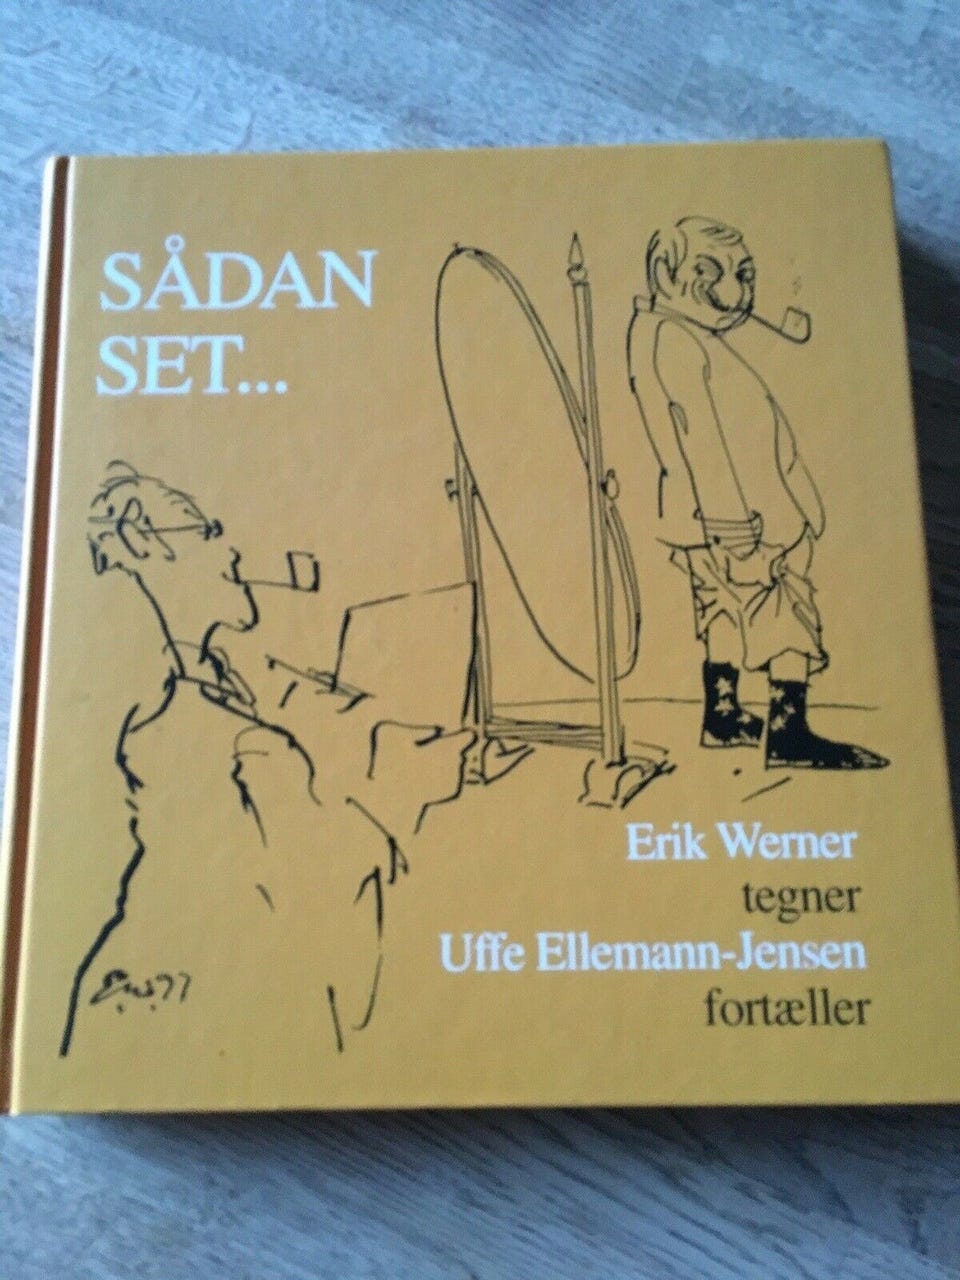 SÅDAN
SET...
Erik Werner
tegner
Uffe Ellemann-Jensen
fortæller